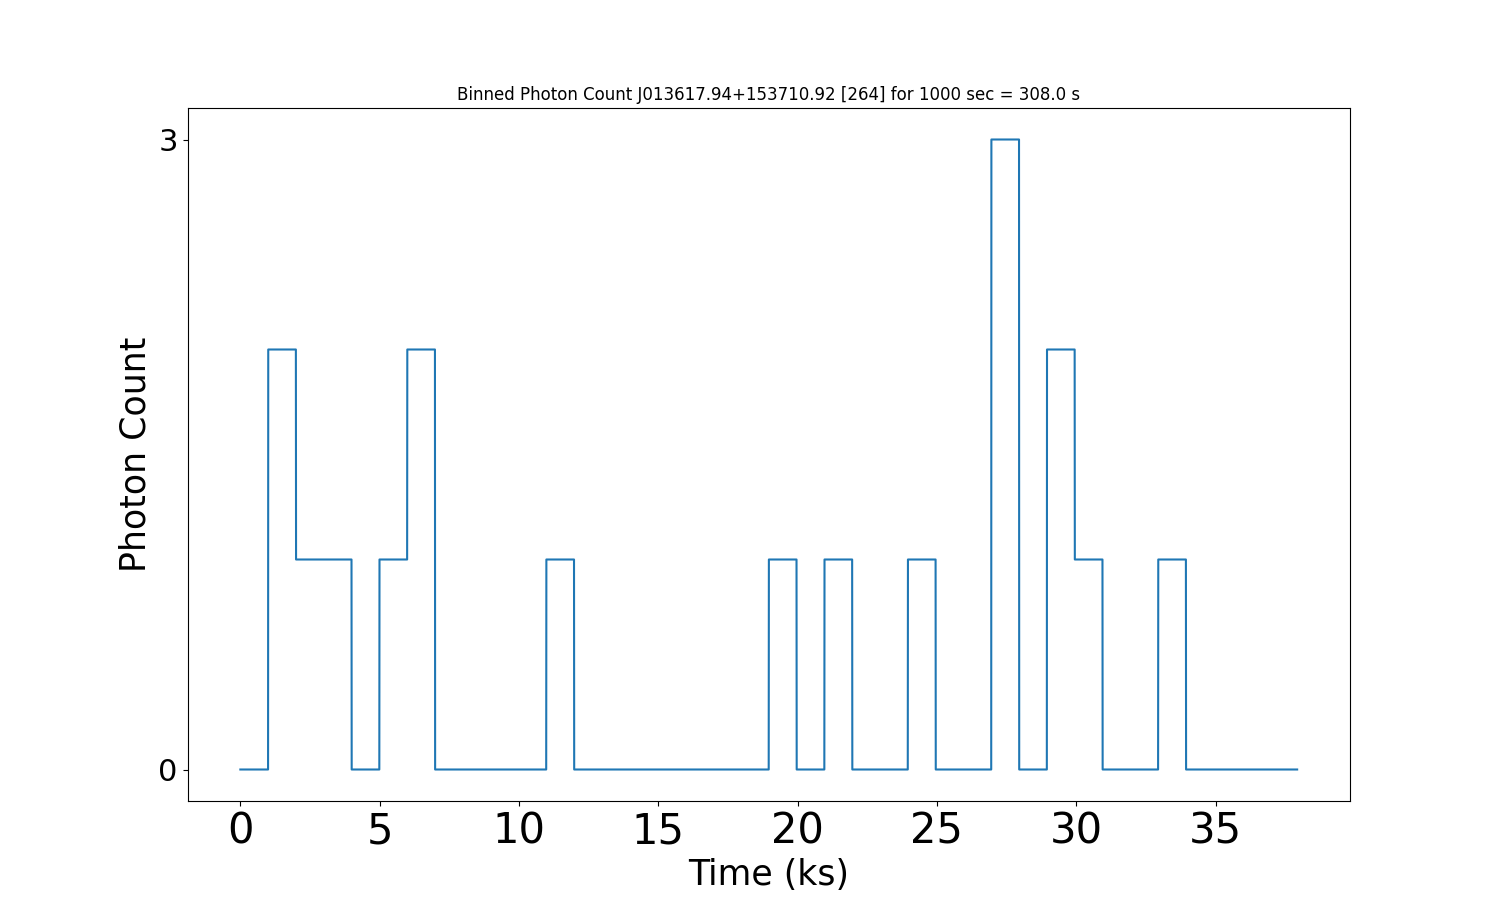 Binned Photon Count J013617.94+153710.92 [264] for 1000 sec = 308.0 s
3
Photon Count
0
0 5 10 15 20 25 30 35
Time (ks)